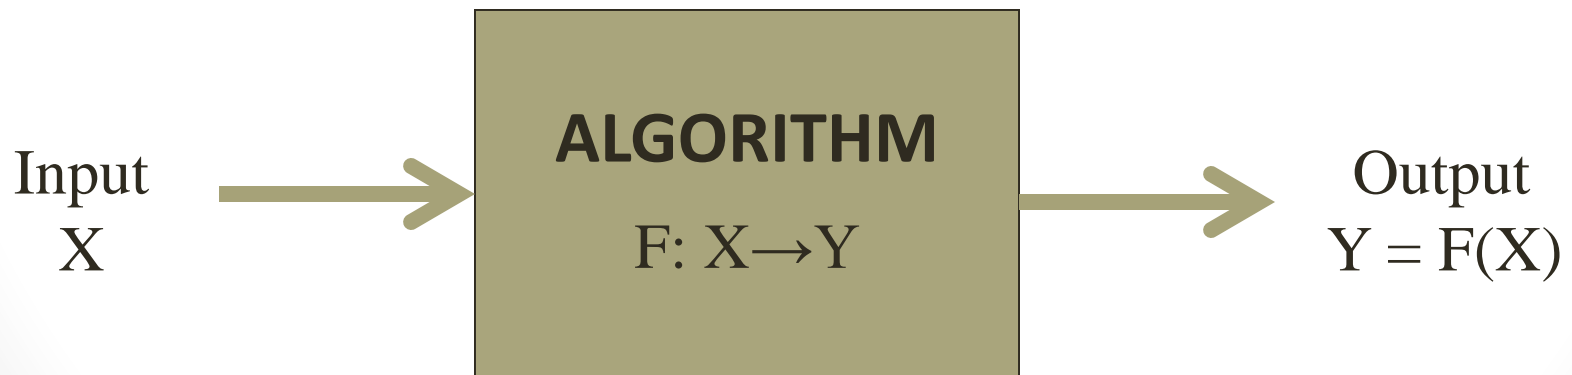 Input
X
ALGORITHM
F: X→Y
Output
Y = F(X)